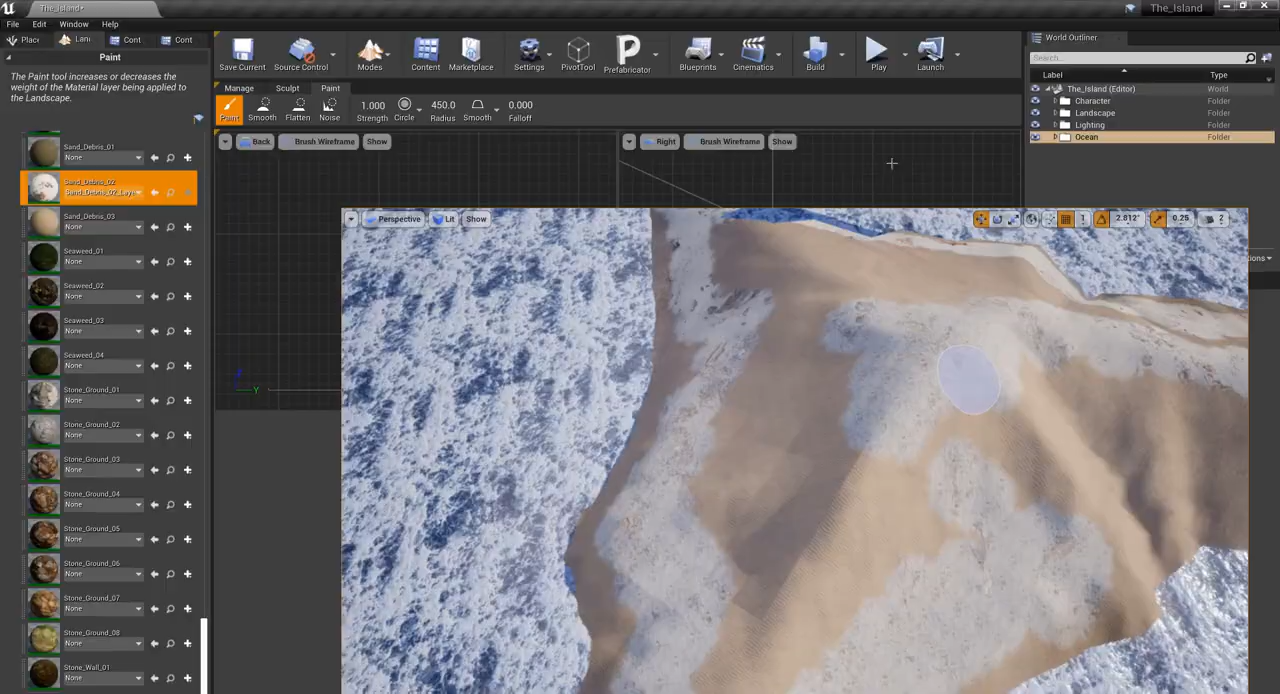 The_Island*
The_Island
File Edit Window Help
Place Lanc Cont Cont
Save Current Source Control Modes Content Marketplace Settings PivotTool Prefabricator Blueprints Cinematics Build Play Launch
World Outliner
Search...
Label Type
The_Island (Editor) World
Character Folder
Landscape Folder
Lighting Folder
Ocean Folder
Paint
The Paint tool increases or decreases the
weight of the Material layer being applied to
the Landscape.
Manage Sculpt Paint
Paint Smooth Flatten Noise
1.000 450.0 0.000
Strength Circle Radius Smooth Falloff
Back Brush Wireframe Show
Right Brush Wireframe Show
Perspective Lit Show
1 2.812° 0.25 2
Y
Sand_Debris_01
None
Sand_Debris_02
Sand_Debris_02_Lay
Sand_Debris_03
None
Seaweed_01
None
Seaweed_02
None
Seaweed_03
None
Seaweed_04
None
Stone_Ground_01
None
Stone_Ground_02
None
Stone_Ground_03
None
Stone_Ground_04
None
Stone_Ground_05
None
Stone_Ground_06
None
Stone_Ground_07
None
Stone_Ground_08
None
Stone_Wall_01
None